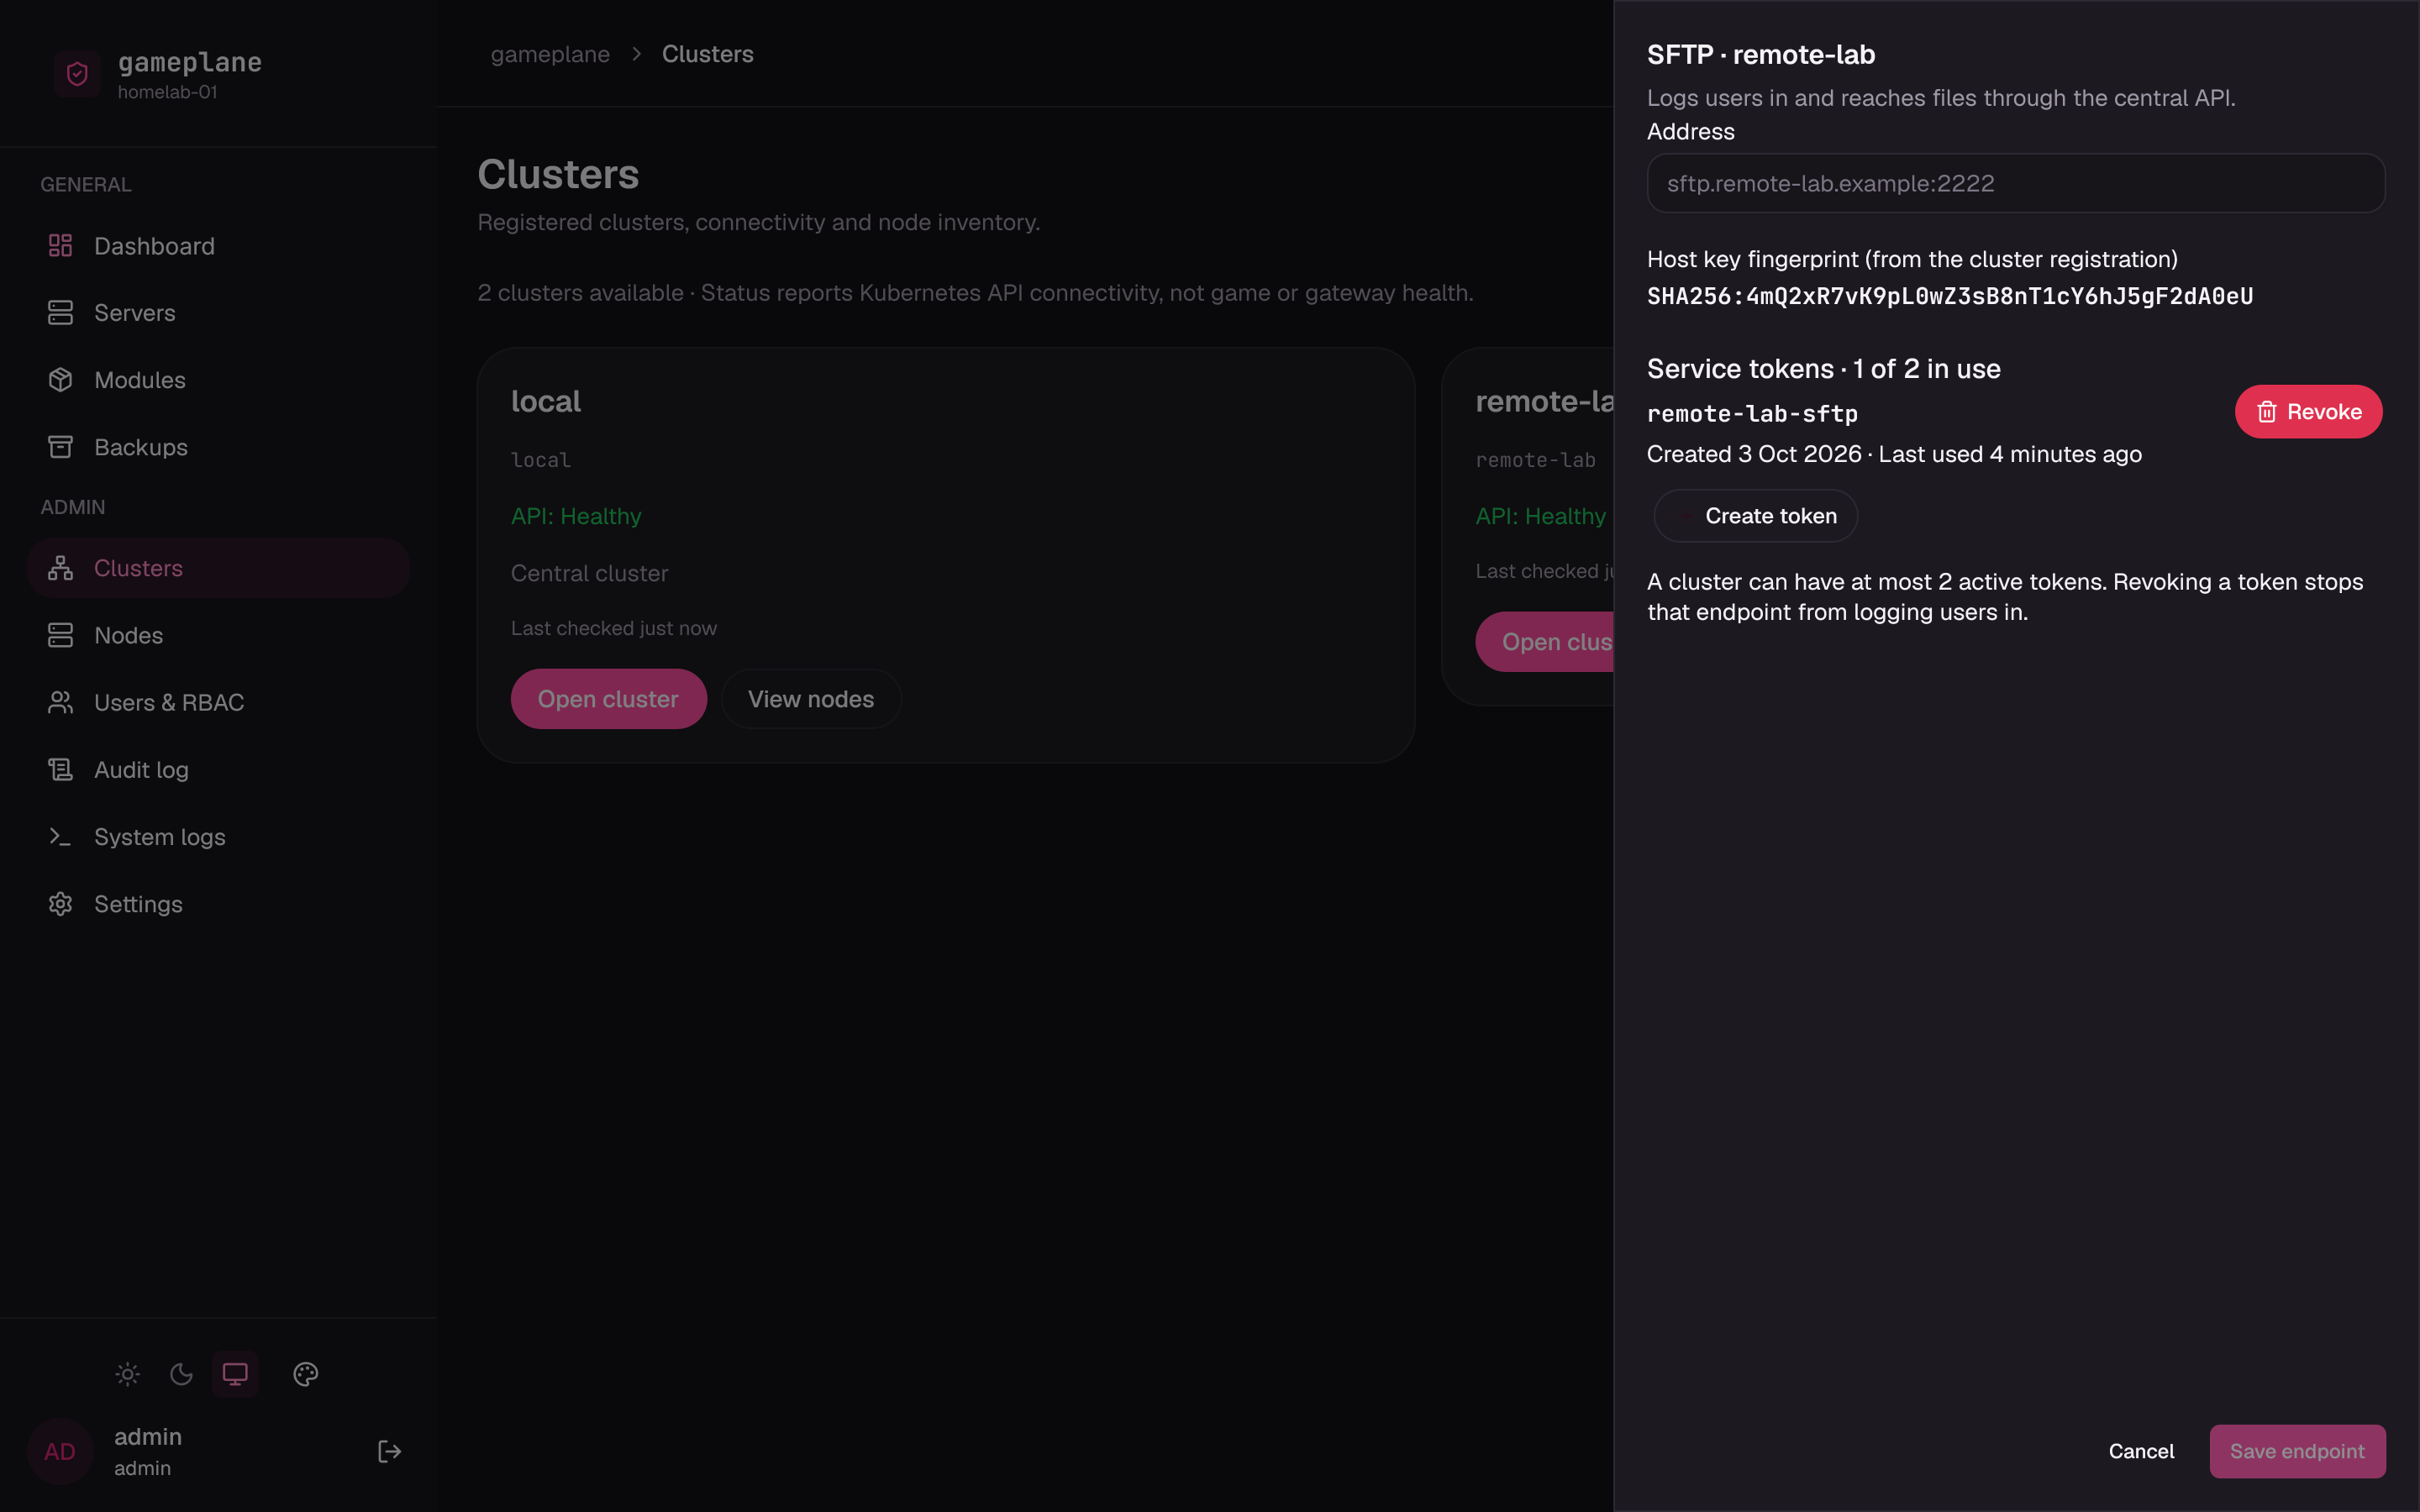 gameplane
homelab-01
GENERAL
Dashboard
Servers
Modules
Backups
ADMIN
Clusters
Nodes
Users & RBAC
Audit log
System logs
Settings
AD
admin
admin
gameplane > Clusters
Clusters
Registered clusters, connectivity and node inventory.
2 clusters available · Status reports Kubernetes API connectivity, not game or gateway health.
local
local
API: Healthy
Central cluster
Last checked just now
Open cluster
View nodes
remote-la
remote-lab
API: Healthy
Last checked
Open clus
SFTP · remote-lab
Logs users in and reaches files through the central API.
Address
sftp.remote-lab.example:2222
Host key fingerprint (from the cluster registration)
SHA256:4mQ2xR7vK9pL0wZ3sB8nT1cY6hJ5gF2dA0eU
Service tokens · 1 of 2 in use
remote-lab-sftp
Revoke
Created 3 Oct 2026 · Last used 4 minutes ago
Create token
A cluster can have at most 2 active tokens. Revoking a token stops
that endpoint from logging users in.
Cancel
Save endpoint